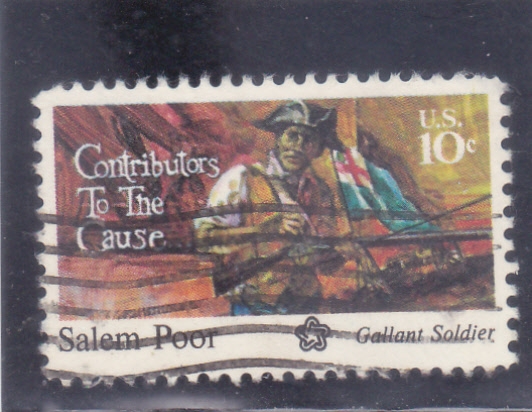 Contributors
To The
Cause...
U.S.
10c
Salem Poor
Gallant Soldier